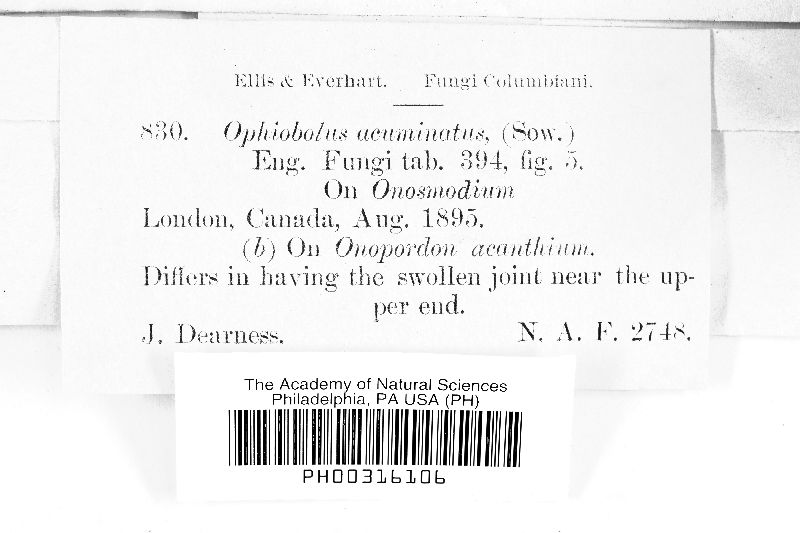 Ellis & Everhart. Fungi Columbiani.
830. Ophiobolus acuminatus, (Sow.)
Eng. Fungi tab. 394, fig. 5.
On Onosmodium
London, Canada, Aug. 1895.
(b) On Onopordon acanthium.
Differs in having the swollen joint near the up-
per end.
J. Dearness. N. A. F. 2748.
The Academy of Natural Sciences
Philadelphia, PA USA (PH)
PH00316106